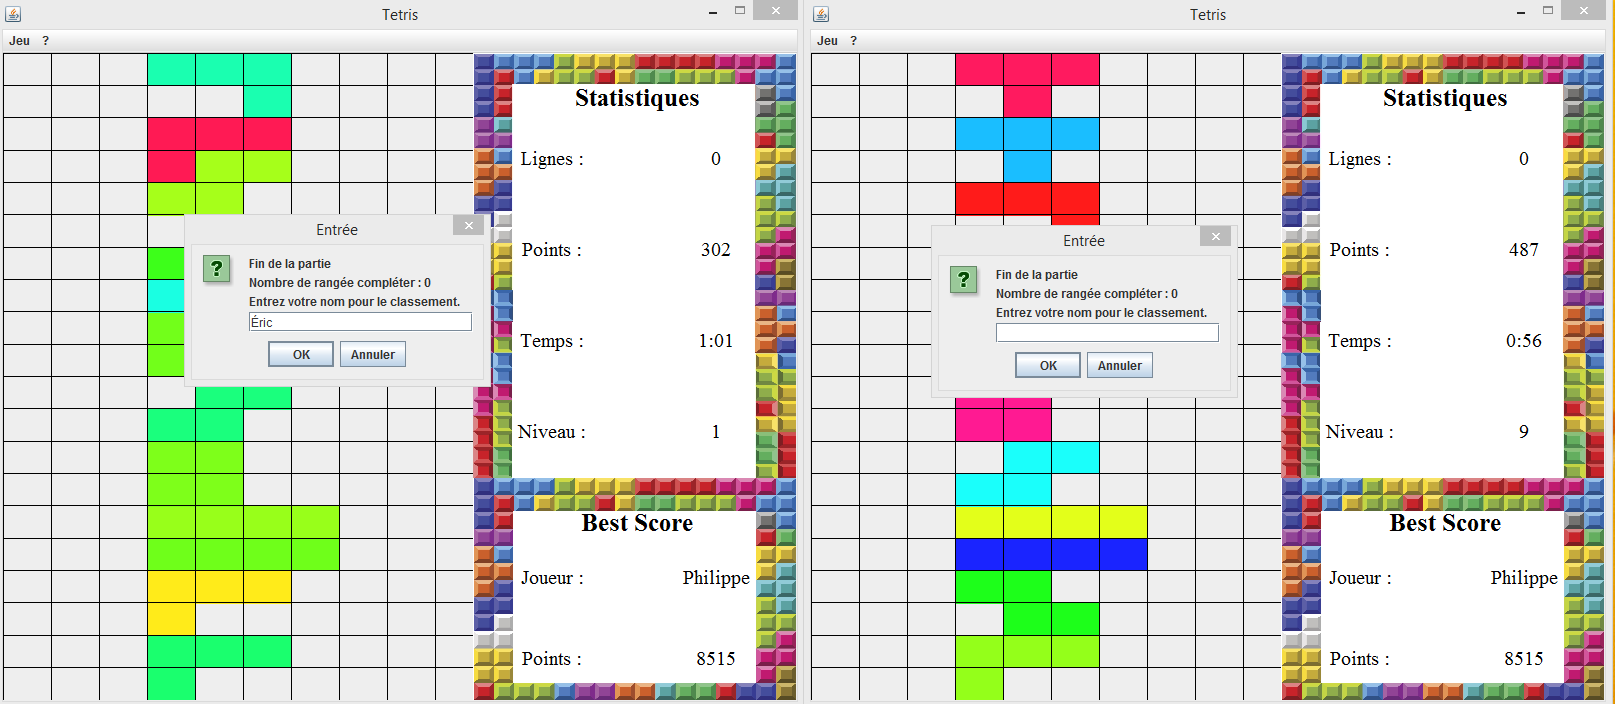 Tetris
Jeu ?
Statistiques
Lignes : 0
Points : 302
Temps : 1:01
Niveau : 1
Best Score
Joueur : Philippe
Points : 8515
Entrée
?
Fin de la partie
Nombre de rangée compléter : 0
Entrez votre nom pour le classement.
Éric
OK Annuler
Tetris
Jeu ?
Statistiques
Lignes : 0
Points : 487
Temps : 0:56
Niveau : 9
Best Score
Joueur : Philippe
Points : 8515
Entrée
?
Fin de la partie
Nombre de rangée compléter : 0
Entrez votre nom pour le classement.
OK Annuler